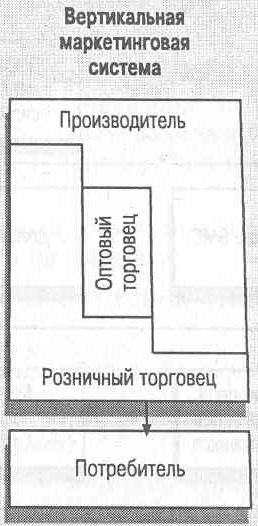 Вертикальная
маркетинговая
система
Производитель
Оптовый
торговец
Розничный торговец
Потребитель